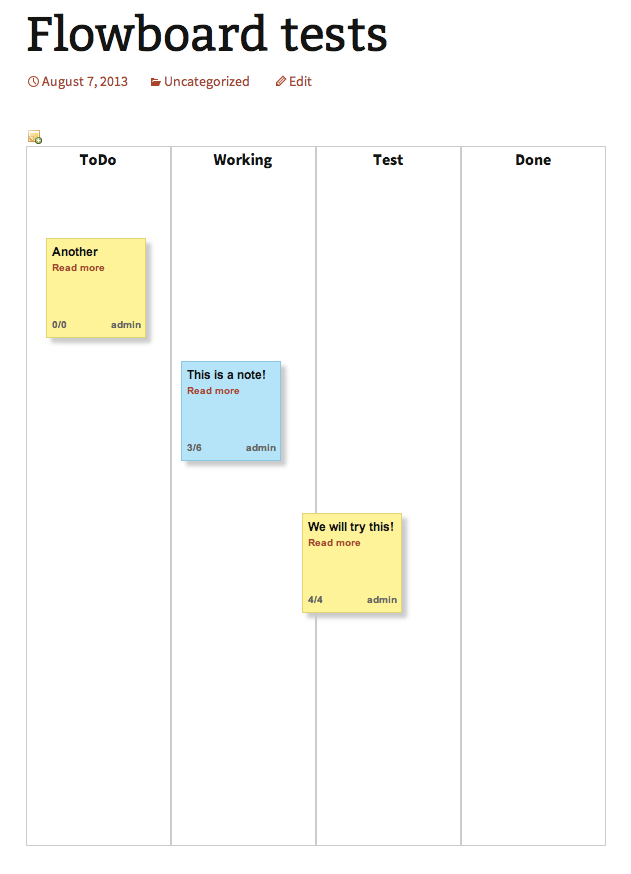 Flowboard tests
August 7, 2013 Uncategorized Edit
ToDo Working Test Done
Another
Read more
0/0 admin
This is a note!
Read more
3/6 admin
We will try this!
Read more
4/4 admin